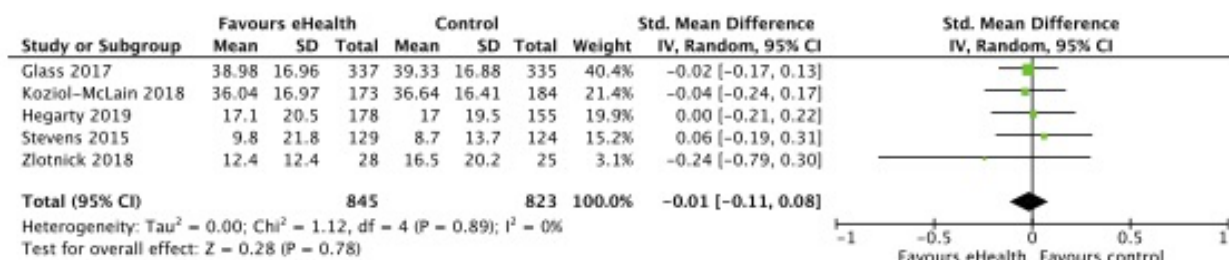 Favours eHealth Control Std. Mean Difference Std. Mean Difference
Study or Subgroup Mean SD Total Mean SD Total Weight IV, Random, 95% CI IV, Random, 95% CI
Glass 2017 38.98 16.96 337 39.33 16.88 335 40.4% −0.02 [−0.17, 0.13]
Koziol−McLain 2018 36.04 16.97 173 36.64 16.41 184 21.4% −0.04 [−0.24, 0.17]
Hegarty 2019 17.1 20.5 178 17 19.5 155 19.9% 0.00 [−0.21, 0.22]
Stevens 2015 9.8 21.8 129 8.7 13.7 124 15.2% 0.06 [−0.19, 0.31]
Zlotnick 2018 12.4 12.4 28 16.5 20.2 25 3.1% −0.24 [−0.79, 0.30]
Total (95% CI) 845 823 100.0% −0.01 [−0.11, 0.08]
Heterogeneity: Tau² = 0.00; Chi² = 1.12, df = 4 (P = 0.89); I² = 0%
Test for overall effect: Z = 0.28 (P = 0.78)
−1 −0.5 0 0.5 1
Favours eHealth Favours control